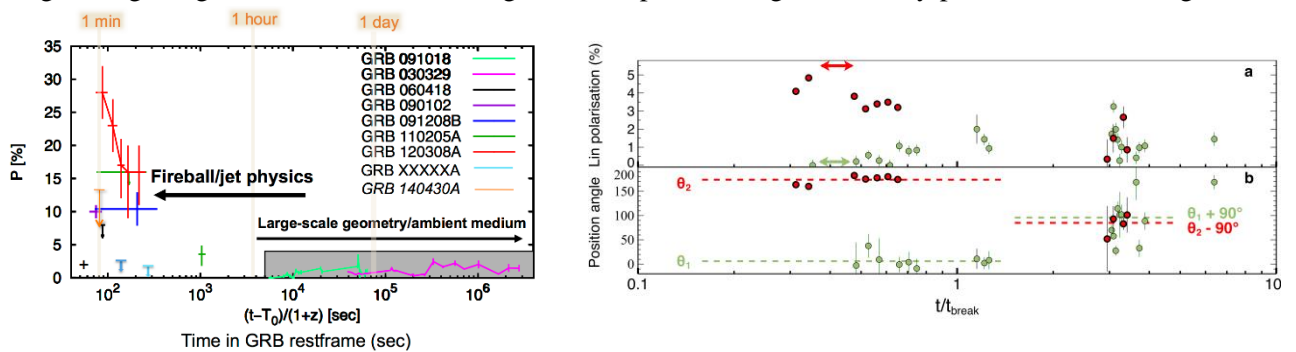 1 min
1 hour
1 day
35
30
25
20
15
10
5
0
P [%]
GRB 091018
GRB 030329
GRB 060418
GRB 090102
GRB 091208B
GRB 110205A
GRB 120308A
GRB XXXXXA
GRB 140430A
Fireball/jet physics
Large-scale geometry/ambient medium
10² 10³ 10⁴ 10⁵ 10⁶
(t-T₀)/(1+z) [sec]
Time in GRB restframe (sec)
Lin polarisation (%)
5
4
3
2
1
0
a
Position angle
200
150
100
50
0
b
θ₂
θ₁
θ₁ + 90°
θ₂ - 90°
0.1 1 10
t/t_break